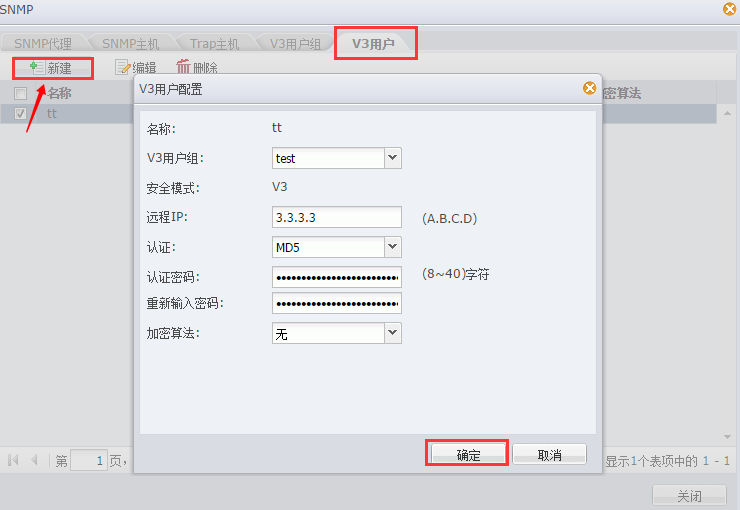 SNMP
SNMP代理 SNMP主机 Trap主机 V3用户组 V3用户
新建 编辑 删除
名称 密算法
tt
V3用户配置
名称: tt
V3用户组: test
安全模式: V3
远程IP: 3.3.3.3 (A.B.C.D)
认证: MD5
认证密码: •••••••••••••••••••••••• (8~40)字符
重新输入密码: ••••••••••••••••••••••••
加密算法: 无
确定 取消
第 1 页, 显示1个表项中的 1 - 1
关闭